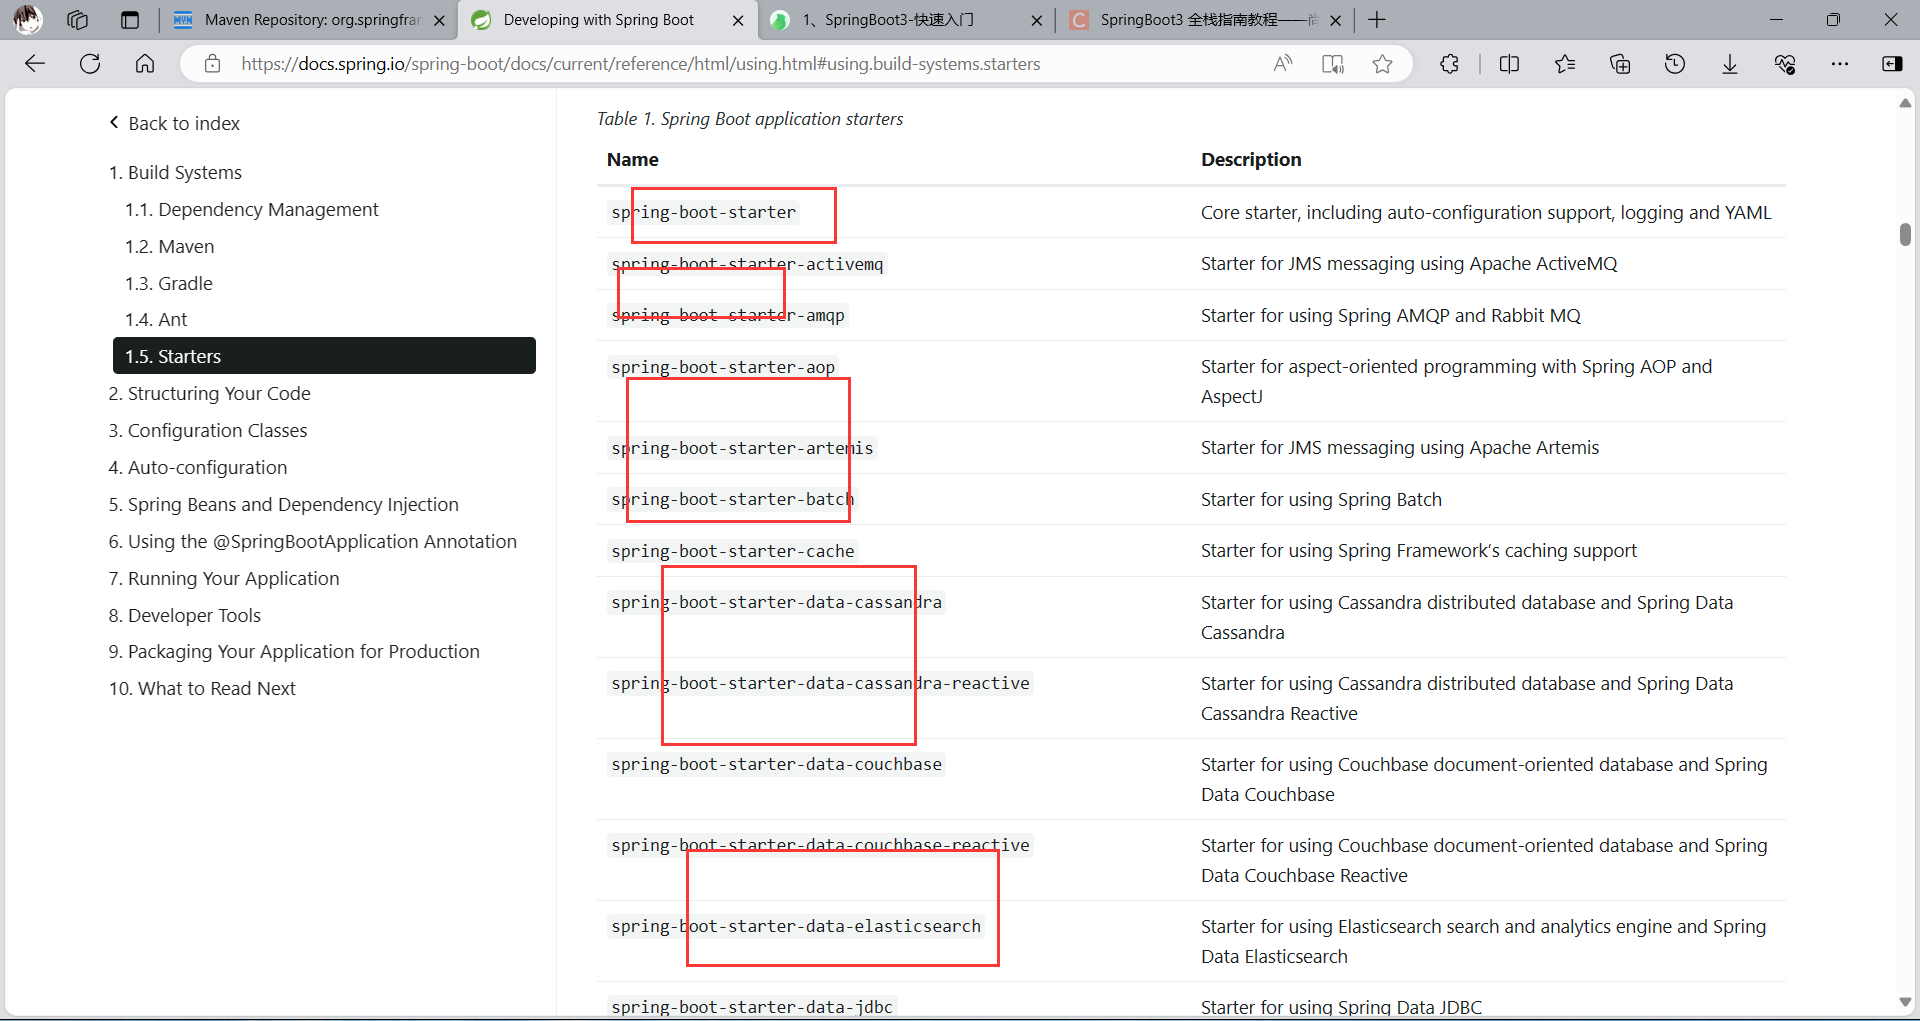 Maven Repository: org.springfran
Developing with Spring Boot
1、SpringBoot3-快速入门
SpringBoot3 全栈指南教程——尚
https://docs.spring.io/spring-boot/docs/current/reference/html/using.html#using.build-systems.starters
Back to index
1. Build Systems
1.1. Dependency Management
1.2. Maven
1.3. Gradle
1.4. Ant
1.5. Starters
2. Structuring Your Code
3. Configuration Classes
4. Auto-configuration
5. Spring Beans and Dependency Injection
6. Using the @SpringBootApplication Annotation
7. Running Your Application
8. Developer Tools
9. Packaging Your Application for Production
10. What to Read Next
Table 1. Spring Boot application starters
Name Description
spring-boot-starter Core starter, including auto-configuration support, logging and YAML
spring-boot-starter-activemq Starter for JMS messaging using Apache ActiveMQ
spring-boot-starter-amqp Starter for using Spring AMQP and Rabbit MQ
spring-boot-starter-aop Starter for aspect-oriented programming with Spring AOP and
AspectJ
spring-boot-starter-artemis Starter for JMS messaging using Apache Artemis
spring-boot-starter-batch Starter for using Spring Batch
spring-boot-starter-cache Starter for using Spring Framework's caching support
spring-boot-starter-data-cassandra Starter for using Cassandra distributed database and Spring Data
Cassandra
spring-boot-starter-data-cassandra-reactive Starter for using Cassandra distributed database and Spring Data
Cassandra Reactive
spring-boot-starter-data-couchbase Starter for using Couchbase document-oriented database and Spring
Data Couchbase
spring-boot-starter-data-couchbase-reactive Starter for using Couchbase document-oriented database and Spring
Data Couchbase Reactive
spring-boot-starter-data-elasticsearch Starter for using Elasticsearch search and analytics engine and Spring
Data Elasticsearch
spring-boot-starter-data-jdbc Starter for using Spring Data JDBC